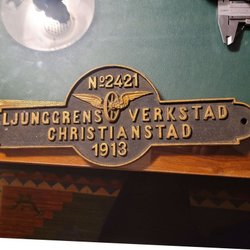 No2421
LJUNGGRENS VERKSTAD
CHRISTIANSTAD
1913